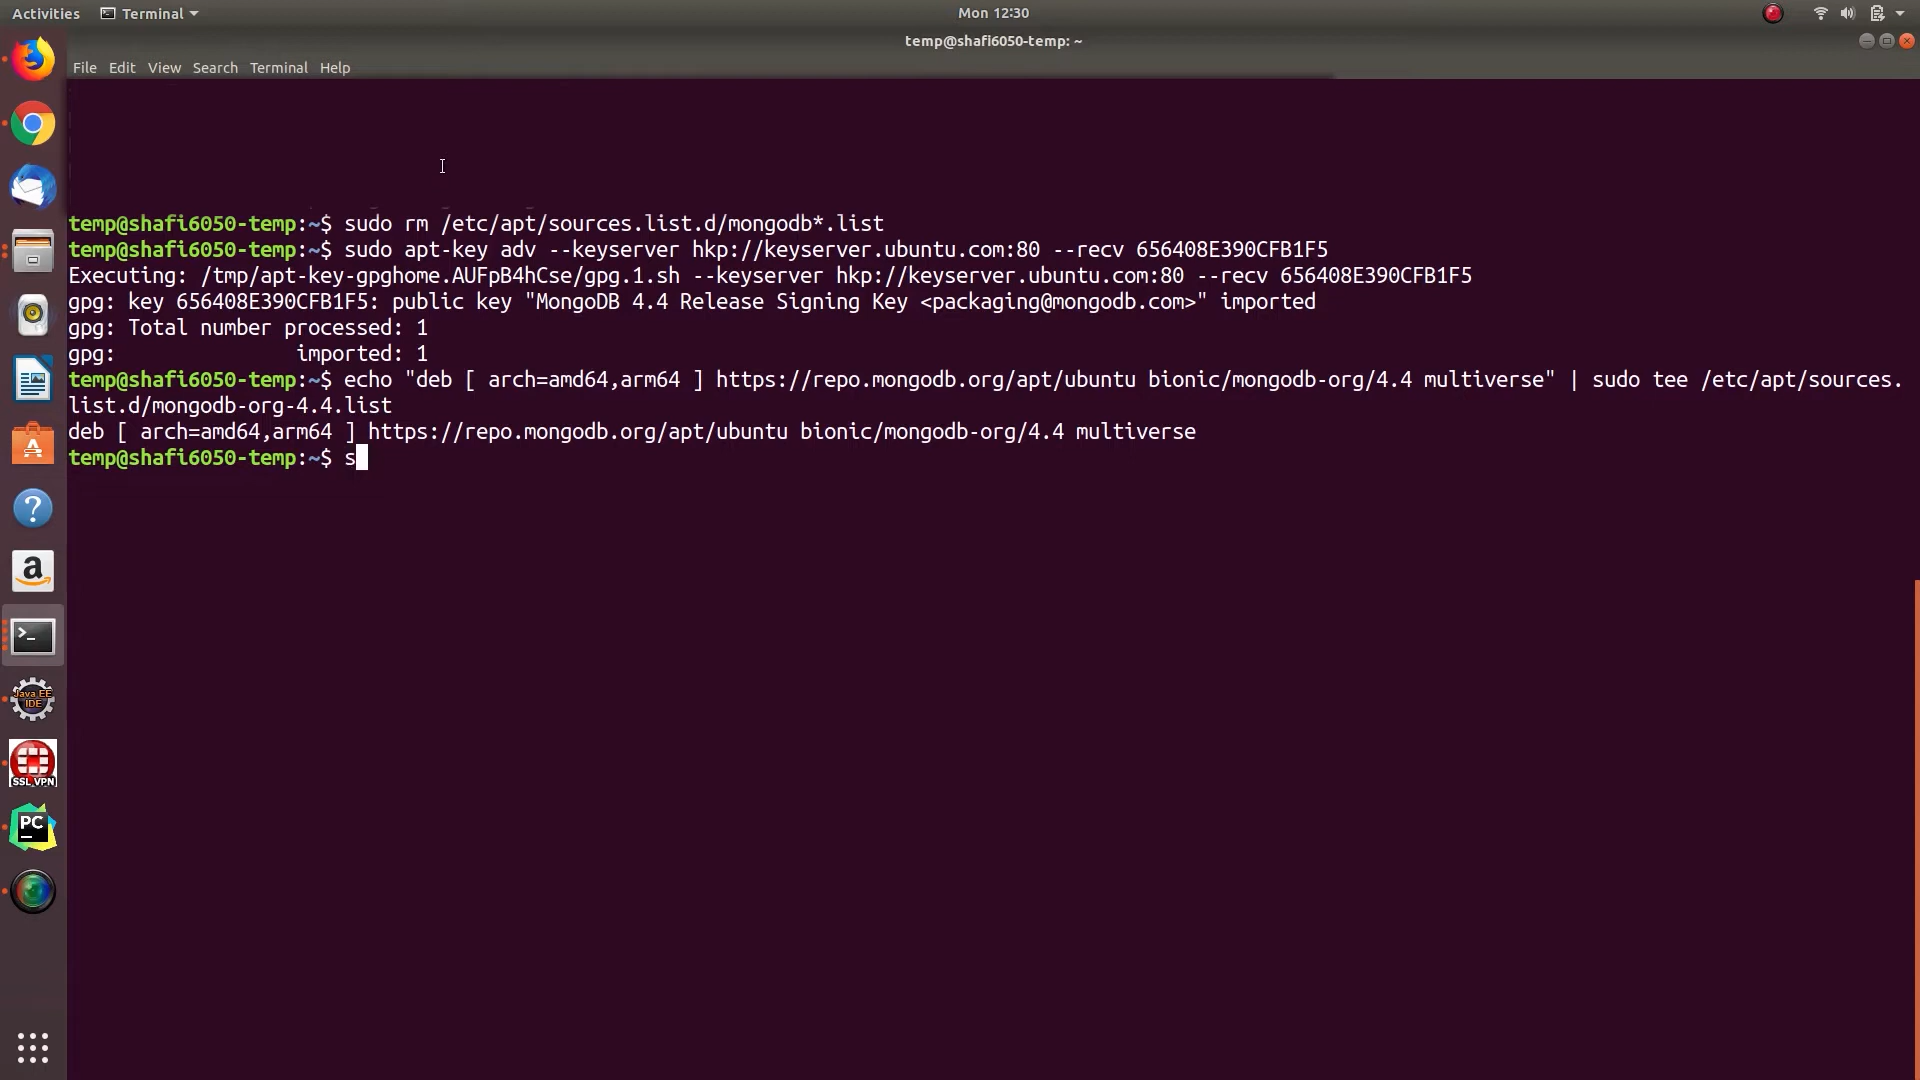 Activities Terminal Mon 12:30
temp@shafi6050-temp: ~
File Edit View Search Terminal Help
temp@shafi6050-temp:~$ sudo rm /etc/apt/sources.list.d/mongodb*.list
temp@shafi6050-temp:~$ sudo apt-key adv --keyserver hkp://keyserver.ubuntu.com:80 --recv 656408E390CFB1F5
Executing: /tmp/apt-key-gpghome.AUFpB4hCse/gpg.1.sh --keyserver hkp://keyserver.ubuntu.com:80 --recv 656408E390CFB1F5
gpg: key 656408E390CFB1F5: public key "MongoDB 4.4 Release Signing Key <packaging@mongodb.com>" imported
gpg: Total number processed: 1
gpg:               imported: 1
temp@shafi6050-temp:~$ echo "deb [ arch=amd64,arm64 ] https://repo.mongodb.org/apt/ubuntu bionic/mongodb-org/4.4 multiverse" | sudo tee /etc/apt/sources.
list.d/mongodb-org-4.4.list
deb [ arch=amd64,arm64 ] https://repo.mongodb.org/apt/ubuntu bionic/mongodb-org/4.4 multiverse
temp@shafi6050-temp:~$ s
A
?
a
>_
Java EE
IDE
SSL VPN
PC